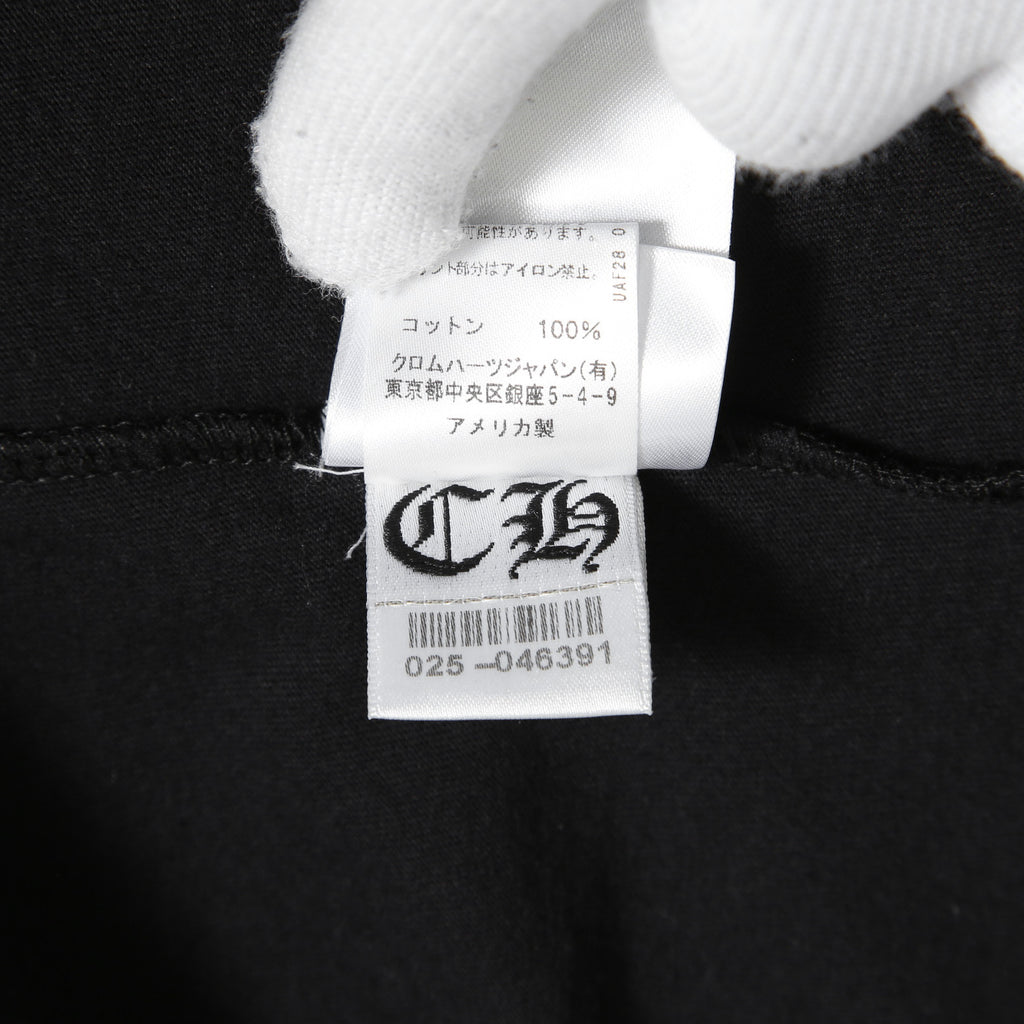 可能性があります。
ント部分はアイロン禁止。
UAF28 0
コットン 100%
クロムハーツジャパン(有)
東京都中央区銀座5-4-9
アメリカ製
CH
025-046391